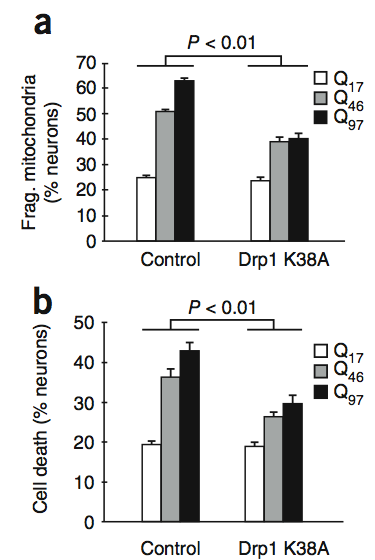 a
P < 0.01
70
60
50
40
30
20
10
0
Frag. mitochondria
(% neurons)
Q17
Q46
Q97
Control
Drp1 K38A
b
P < 0.01
50
40
30
20
10
0
Cell death (% neurons)
Q17
Q46
Q97
Control
Drp1 K38A